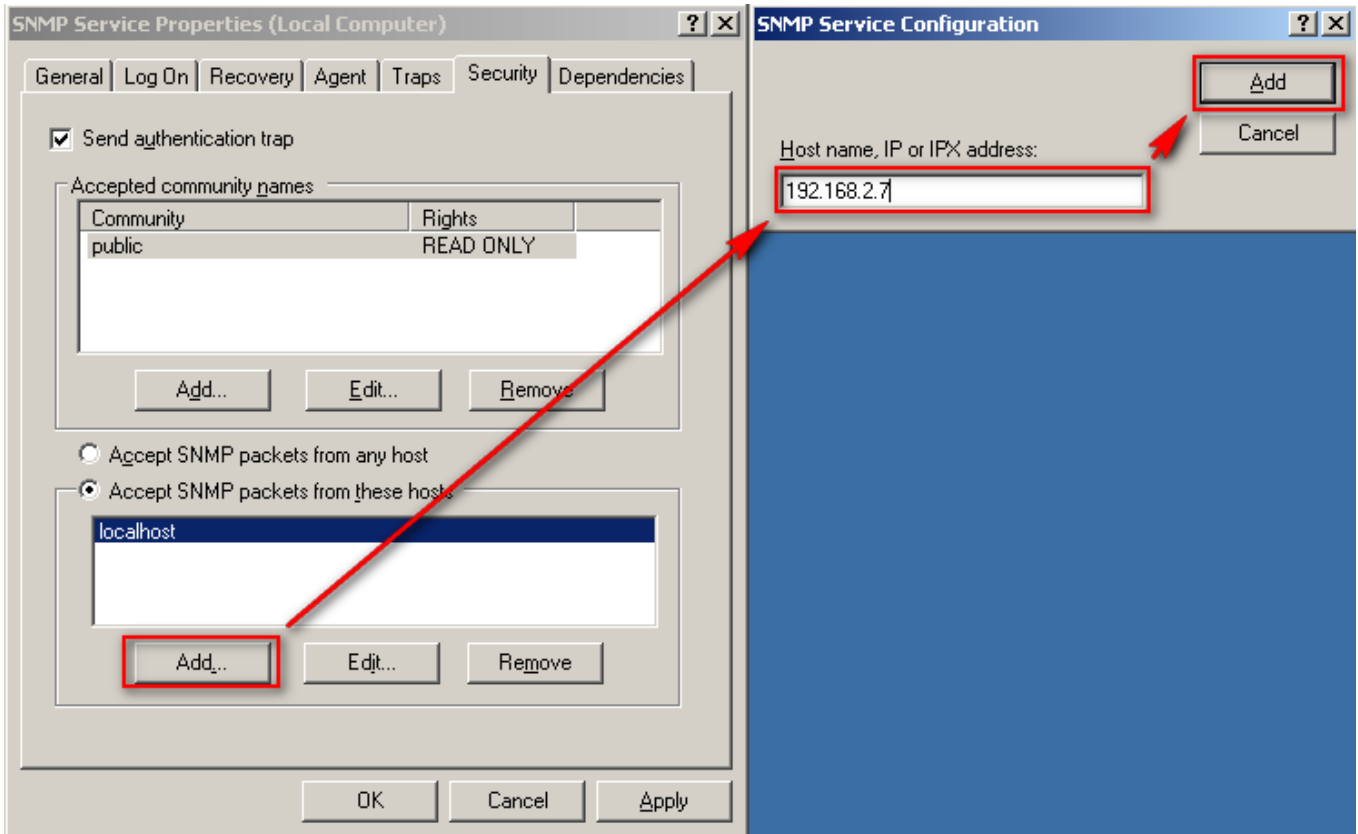 SNMP Service Properties (Local Computer)
General Log On Recovery Agent Traps Security Dependencies
Send authentication trap
Accepted community names
Community Rights
public READ ONLY
Add... Edit... Remove
Accept SNMP packets from any host
Accept SNMP packets from these hosts
localhost
Add... Edit... Remove
OK Cancel Apply
SNMP Service Configuration
Add
Cancel
Host name, IP or IPX address:
192.168.2.7